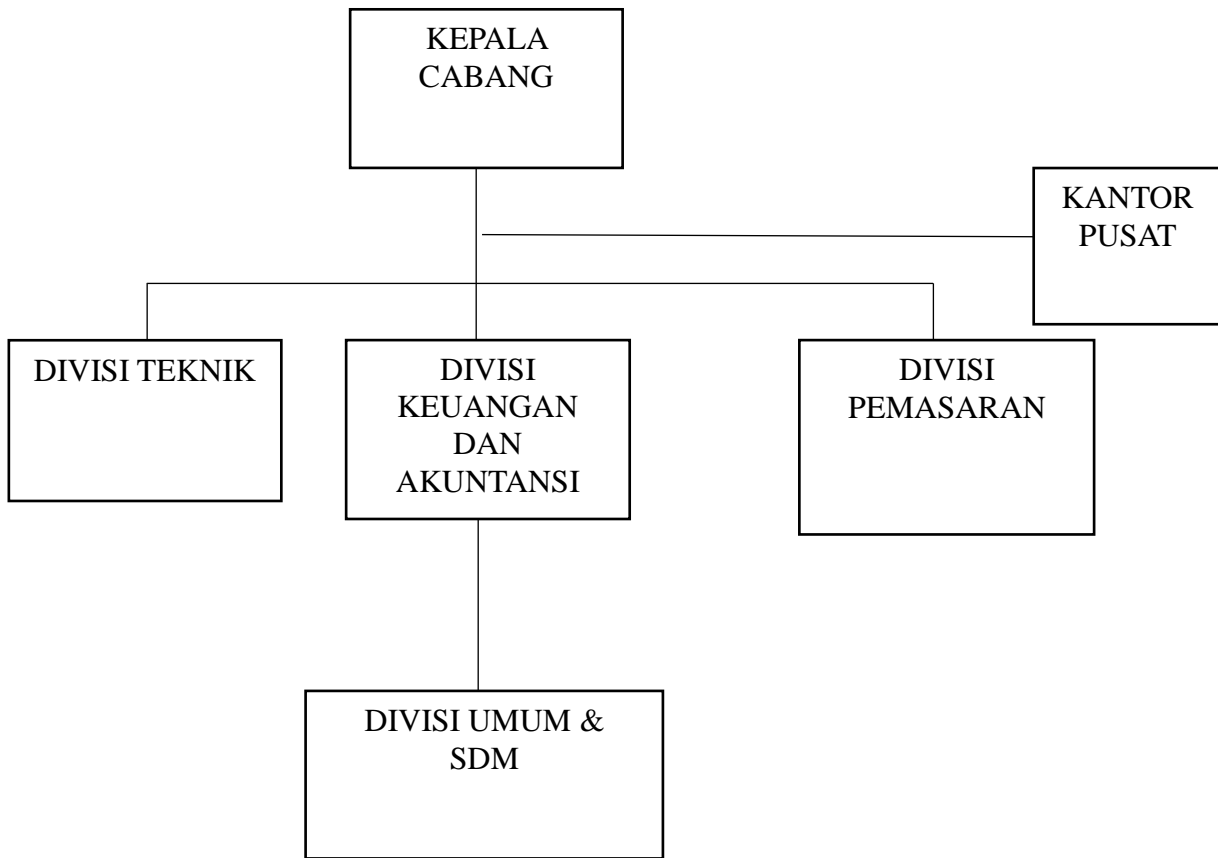 KEPALA
CABANG
KANTOR
PUSAT
DIVISI TEKNIK
DIVISI
KEUANGAN
DAN
AKUNTANSI
DIVISI
PEMASARAN
DIVISI UMUM &
SDM